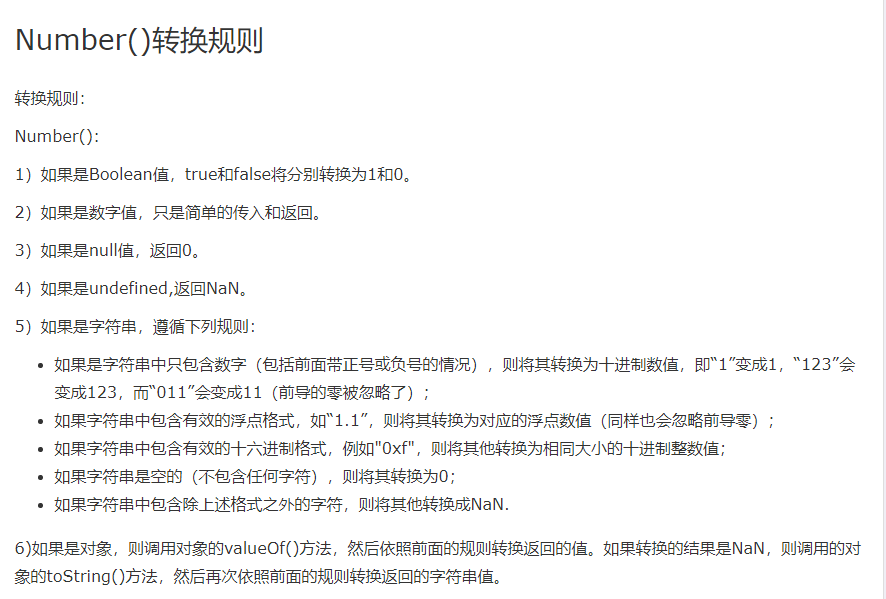 Number()转换规则
转换规则：
Number()：
1）如果是Boolean值，true和false将分别转换为1和0。
2）如果是数字值，只是简单的传入和返回。
3）如果是null值，返回0。
4）如果是undefined,返回NaN。
5）如果是字符串，遵循下列规则：
• 如果是字符串中只包含数字（包括前面带正号或负号的情况），则将其转换为十进制数值，即“1”变成1，“123”会
变成123，而“011”会变成11（前导的零被忽略了）；
• 如果字符串中包含有效的浮点格式，如“1.1”，则将其转换为对应的浮点数值（同样也会忽略前导零）；
• 如果字符串中包含有效的十六进制格式，例如"0xf"，则将其他转换为相同大小的十进制整数值；
• 如果字符串是空的（不包含任何字符），则将其转换为0；
• 如果字符串中包含除上述格式之外的字符，则将其他转换成NaN.
6)如果是对象，则调用对象的valueOf()方法，然后依照前面的规则转换返回的值。如果转换的结果是NaN，则调用的对
象的toString()方法，然后再次依照前面的规则转换返回的字符串值。